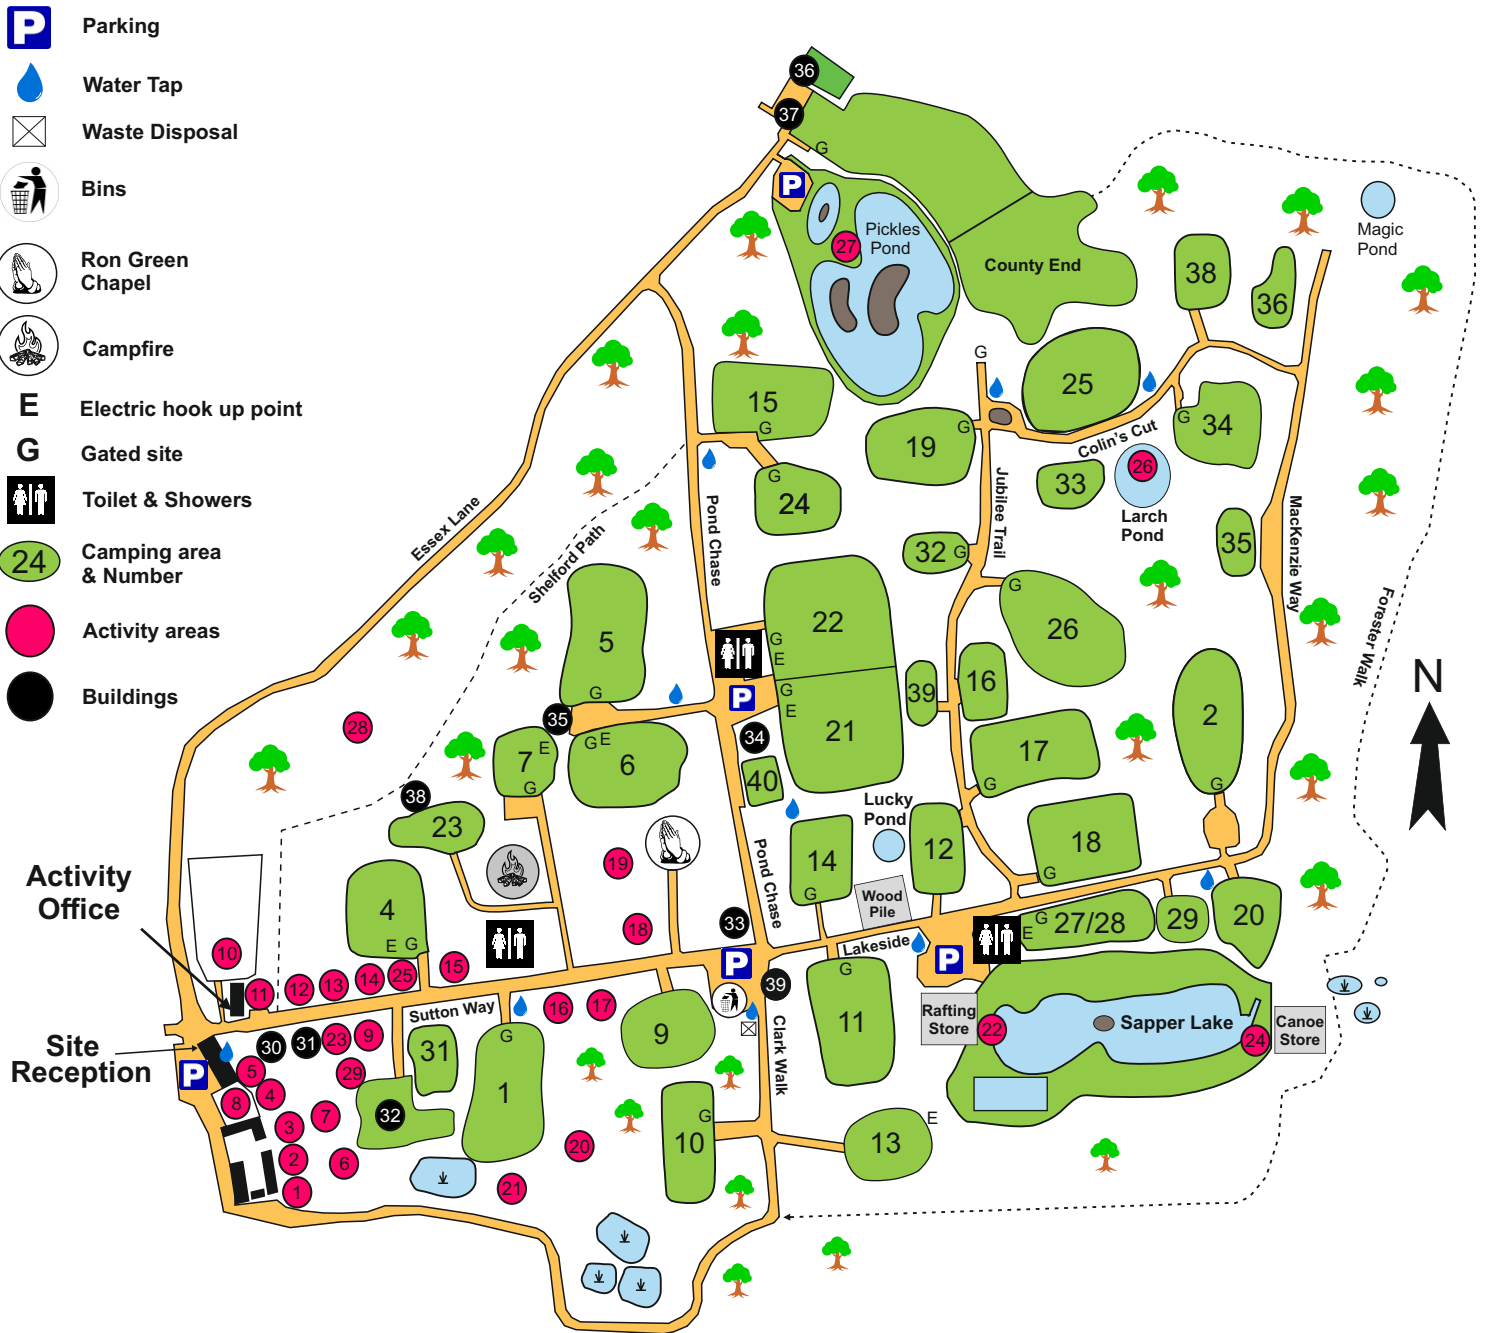 P
Parking
Water Tap
Waste Disposal
Bins
Ron Green
Chapel
Campfire
E
Electric hook up point
G
Gated site
Toilet & Showers
24
Camping area
& Number
Activity areas
Buildings
36
37
G
P
27
Pickles
Pond
County End
Magic
Pond
38
36
G
25
15
G
19
G
Colin's Cut
G
34
26
33
Larch
Pond
G
24
Essex Lane
Shelford Path
Pond Chase
Jubilee Trail
32
G
35
MacKenzie Way
Forester Walk
N
5
G
22
G
E
G
26
P
G
E
21
39
16
2
G
35
34
40
7
E
G
G
E
6
17
G
28
38
23
Lucky
Pond
14
G
12
18
G
Pond Chase
19
Wood
Pile
Activity
Office
4
E
G
18
33
Lakeside
P
E
G
27/28
29
20
10
11
12
13
14
25
15
P
39
G
11
Sutton Way
16
17
9
Clark Walk
Rafting
Store
22
Sapper Lake
24
Canoe
Store
Site
Reception
P
30
31
23
9
31
G
1
5
29
4
8
3
7
32
2
6
1
20
21
G
10
13
E